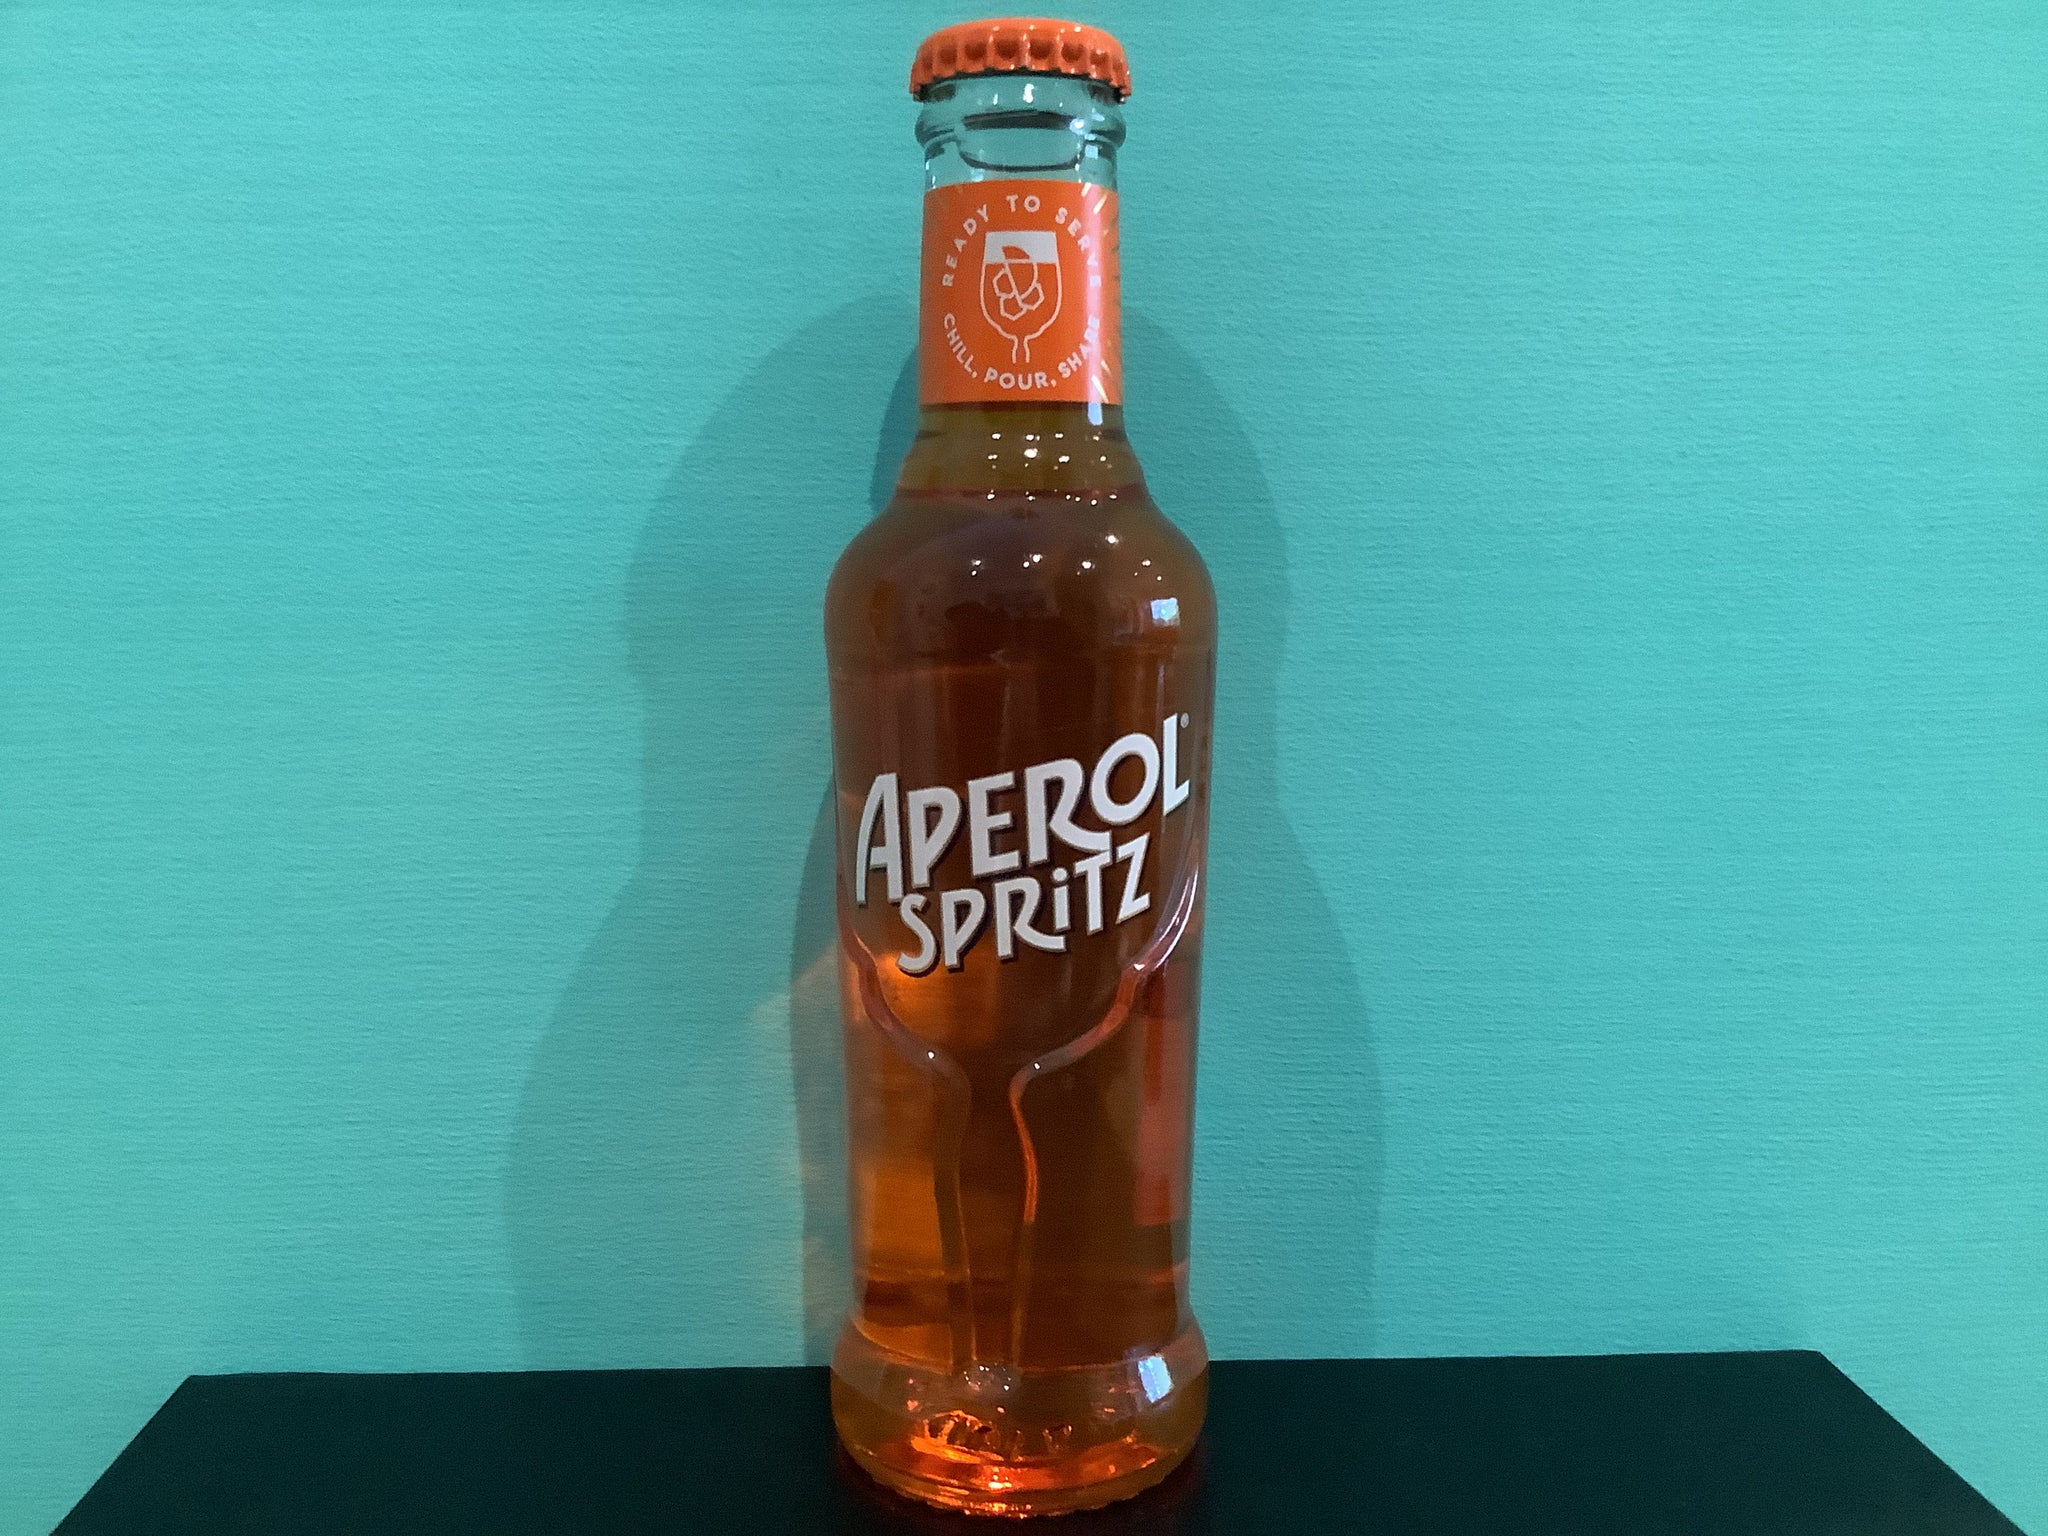 READY TO SERVE
CHILL, POUR, SHARE
APEROL®
SPRiTZ